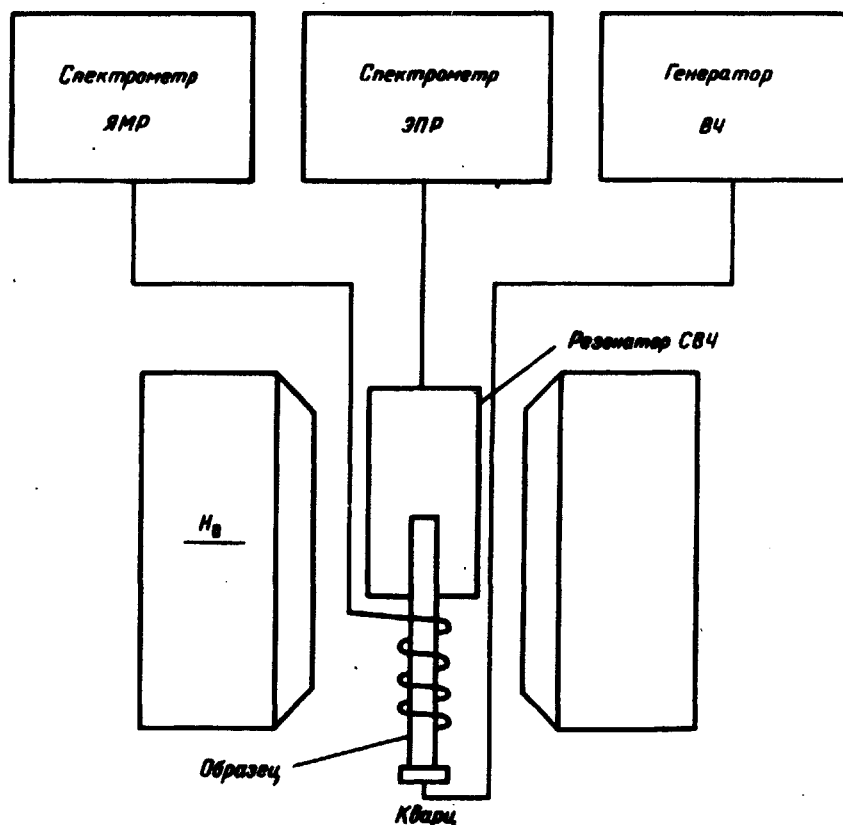 Спектрометр
ЯМР
Спектрометр
ЭПР
Генератор
ВЧ
Резонатор СВЧ
H₀
Образец
Кварц